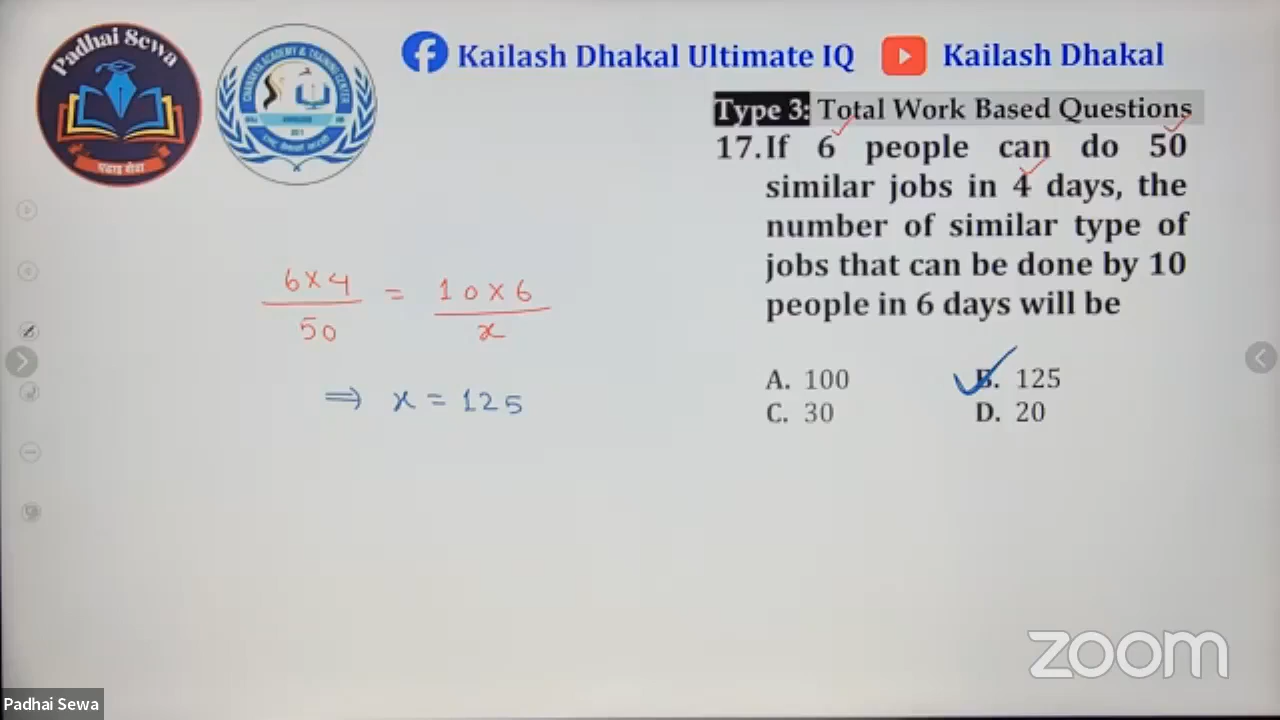 Padhai Sewa
पढाइ सेवा
Kailash Dhakal Ultimate IQ
Kailash Dhakal
Type 3: Total Work Based Questions
17. If 6 people can do 50
similar jobs in 4 days, the
number of similar type of
jobs that can be done by 10
people in 6 days will be
A. 100
B. 125
C. 30
D. 20
6 × 4 / 50 = 10 × 6 / x
⇒ x = 125
zoom
Padhai Sewa